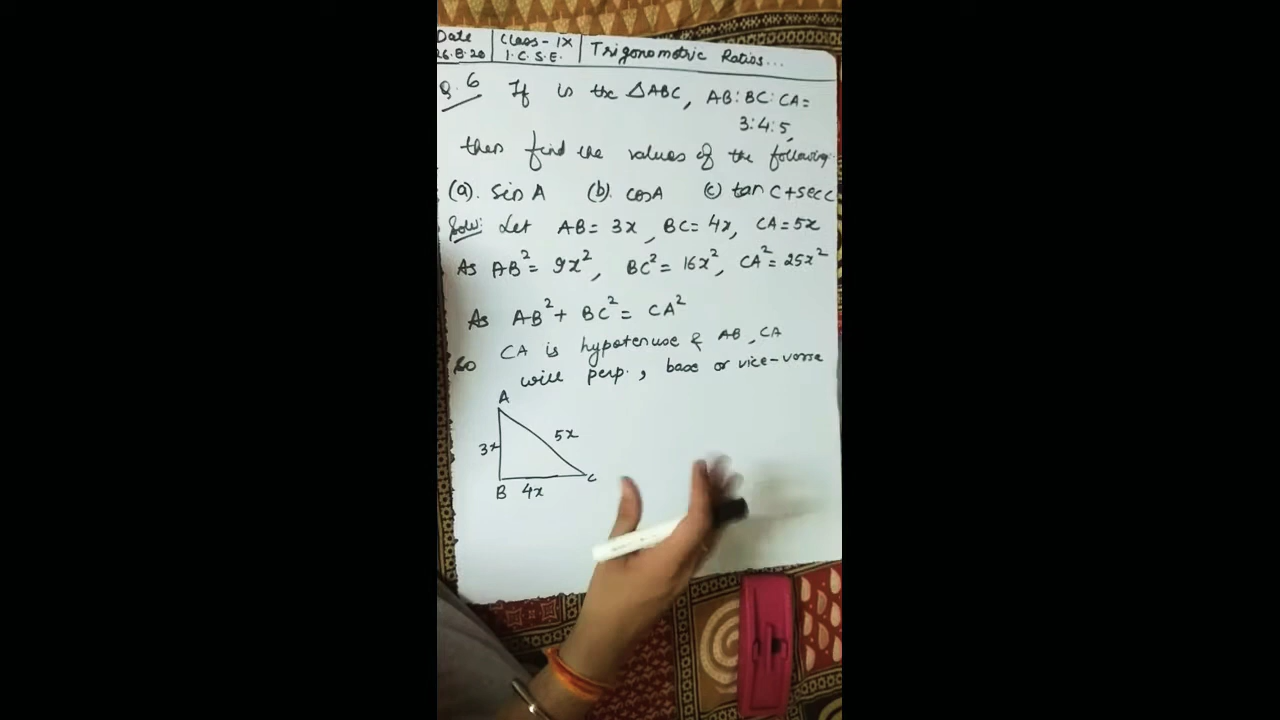 Date
26.8.20
Class-IX
I.C.S.E.
Trigonometric Ratios...
Q.6 If is the △ABC, AB:BC:CA=
3:4:5,
then find the values of the following:
(a). sin A (b). cosA (c) tan C+secC
Solu: Let AB= 3x, BC= 4x, CA=5x
As AB²= 9x², BC²= 16x², CA²= 25x²
As AB²+ BC²= CA²
So CA is hypotenuse & AB, CA
will perp., base or vice-versa
A
3x
5x
B
4x
C